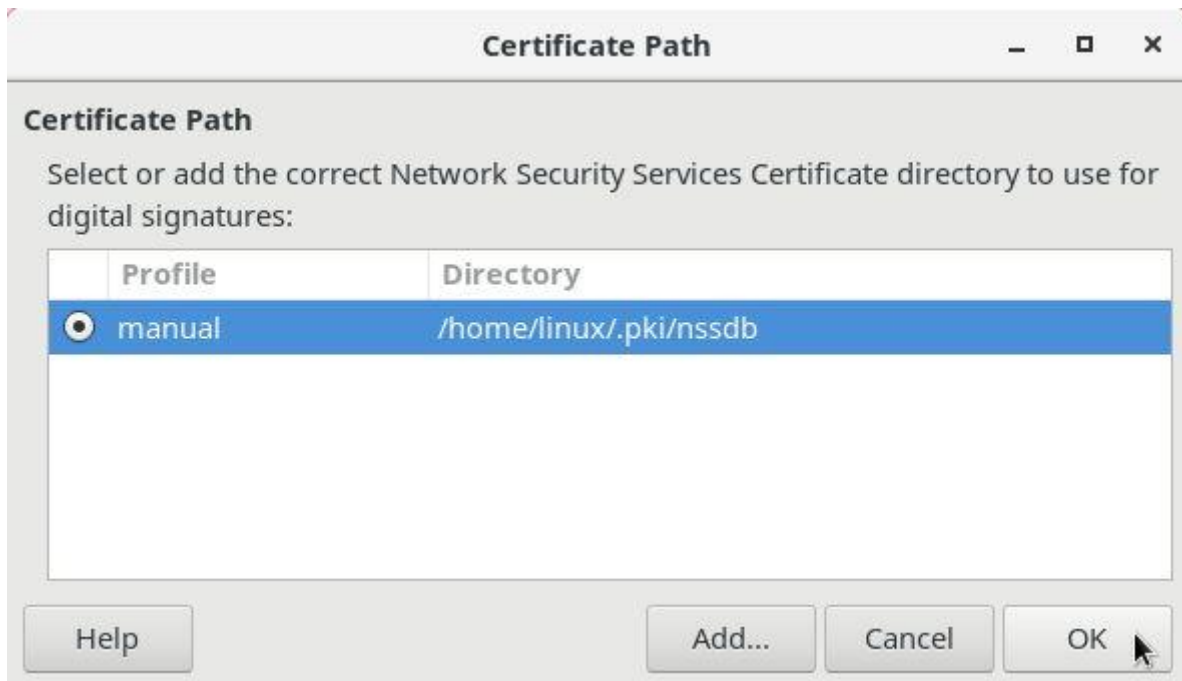 Certificate Path
Certificate Path
Select or add the correct Network Security Services Certificate directory to use for
digital signatures:
Profile Directory
manual /home/linux/.pki/nssdb
Help Add... Cancel OK